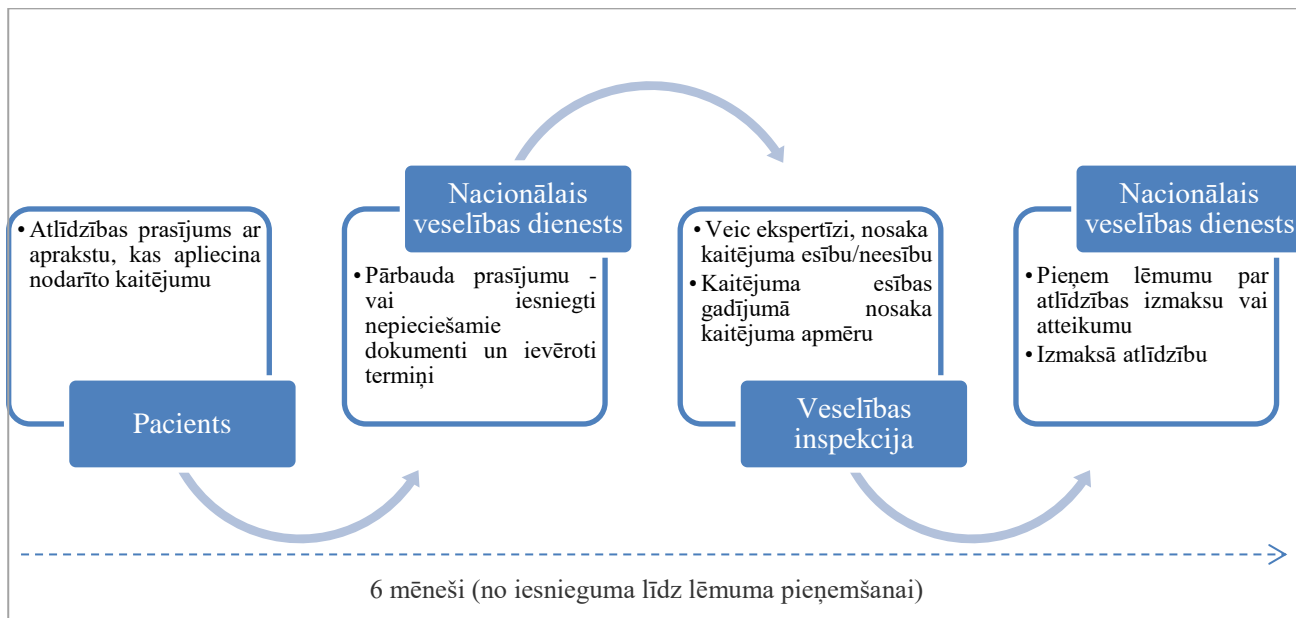 • Atlīdzības prasījums ar
aprakstu, kas apliecina
nodarīto kaitējumu
Pacients
Nacionālais
veselības dienests
• Pārbauda prasījumu -
vai iesniegti
nepieciešamie
dokumenti un ievēroti
termiņi
• Veic ekspertīzi, nosaka
kaitējuma esību/neesību
• Kaitējuma esības
gadījumā nosaka
kaitējuma apmēru
Veselības
inspekcija
Nacionālais
veselības dienests
• Pieņem lēmumu par
atlīdzības izmaksu vai
atteikumu
• Izmaksā atlīdzību
6 mēneši (no iesnieguma līdz lēmuma pieņemšanai)